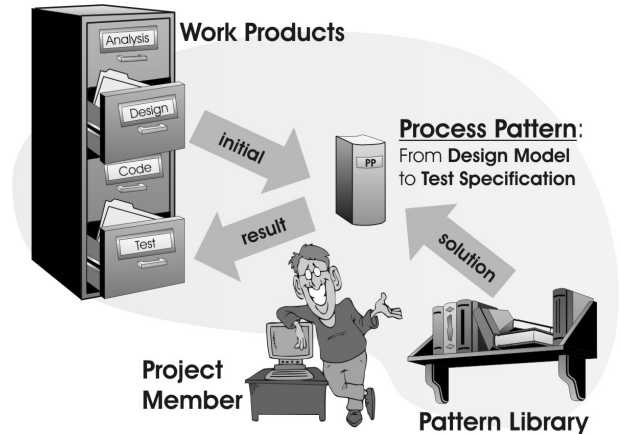 Work Products
Analysis
Design
Code
Test
initial
result
solution
PP
Process Pattern:
From Design Model
to Test Specification
Project
Member
Pattern Library